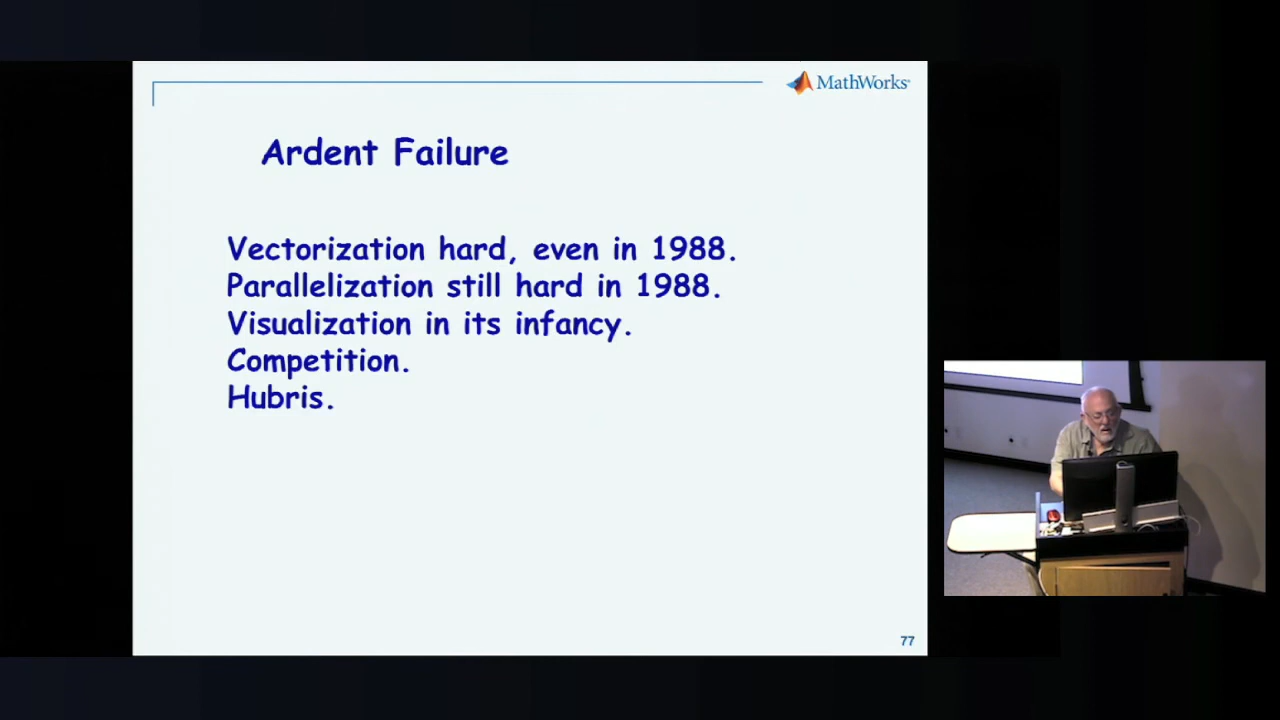 MathWorks®
Ardent Failure
Vectorization hard, even in 1988.
Parallelization still hard in 1988.
Visualization in its infancy.
Competition.
Hubris.
77